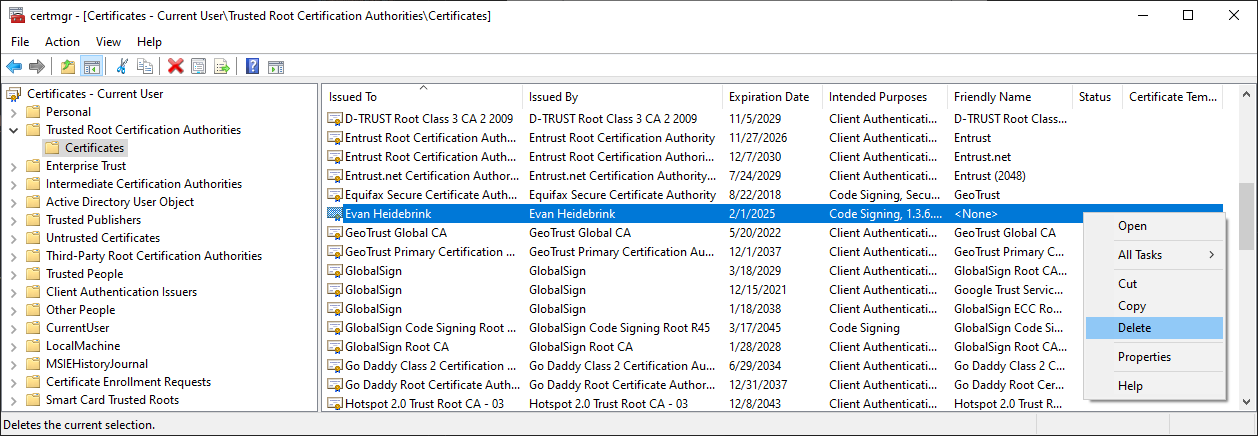 certmgr - [Certificates - Current User\Trusted Root Certification Authorities\Certificates]
File Action View Help
Certificates - Current User
Personal
Trusted Root Certification Authorities
Certificates
Enterprise Trust
Intermediate Certification Authorities
Active Directory User Object
Trusted Publishers
Untrusted Certificates
Third-Party Root Certification Authorities
Trusted People
Client Authentication Issuers
Other People
CurrentUser
LocalMachine
MSIEHistoryJournal
Certificate Enrollment Requests
Smart Card Trusted Roots
Issued To Issued By Expiration Date Intended Purposes Friendly Name Status Certificate Tem...
D-TRUST Root Class 3 CA 2 2009 D-TRUST Root Class 3 CA 2 2009 11/5/2029 Client Authenticati... D-TRUST Root Clas...
Entrust Root Certification Auth... Entrust Root Certification Authority 11/27/2026 Client Authenticati... Entrust
Entrust Root Certification Auth... Entrust Root Certification Authori... 12/7/2030 Client Authenticati... Entrust.net
Entrust.net Certification Author... Entrust.net Certification Authority... 7/24/2029 Client Authenticati... Entrust (2048)
Equifax Secure Certificate Auth... Equifax Secure Certificate Authority 8/22/2018 Code Signing, Secu... GeoTrust
Evan Heidebrink Evan Heidebrink 2/1/2025 Code Signing, 1.3.6.... <None>
GeoTrust Global CA GeoTrust Global CA 5/20/2022 Client Authenticati... GeoTrust Global CA
GeoTrust Primary Certification ... GeoTrust Primary Certification Au... 7/16/2036 Client Authenticati... GeoTrust Primary C...
GlobalSign GlobalSign 3/18/2029 Client Authenticati... GlobalSign Root CA...
GlobalSign GlobalSign 12/15/2021 Client Authenticati... Google Trust Servic...
GlobalSign GlobalSign 1/18/2038 Client Authenticati... GlobalSign ECC Ro...
GlobalSign Code Signing Root ... GlobalSign Code Signing Root R45 3/17/2045 Code Signing GlobalSign Code Si...
GlobalSign Root CA GlobalSign Root CA 1/28/2028 Client Authenticati... GlobalSign Root CA...
Go Daddy Class 2 Certification ... Go Daddy Class 2 Certification Au... 6/29/2034 Client Authenticati... Go Daddy Class 2 C...
Go Daddy Root Certificate Auth... Go Daddy Root Certificate Author... 12/31/2037 Client Authenticati... Go Daddy Root Cer...
Hotspot 2.0 Trust Root CA - 03 Hotspot 2.0 Trust Root CA - 03 12/8/2043 Client Authenticati... Hotspot 2.0 Trust R...
Open
All Tasks
Cut
Copy
Delete
Properties
Help
Deletes the current selection.